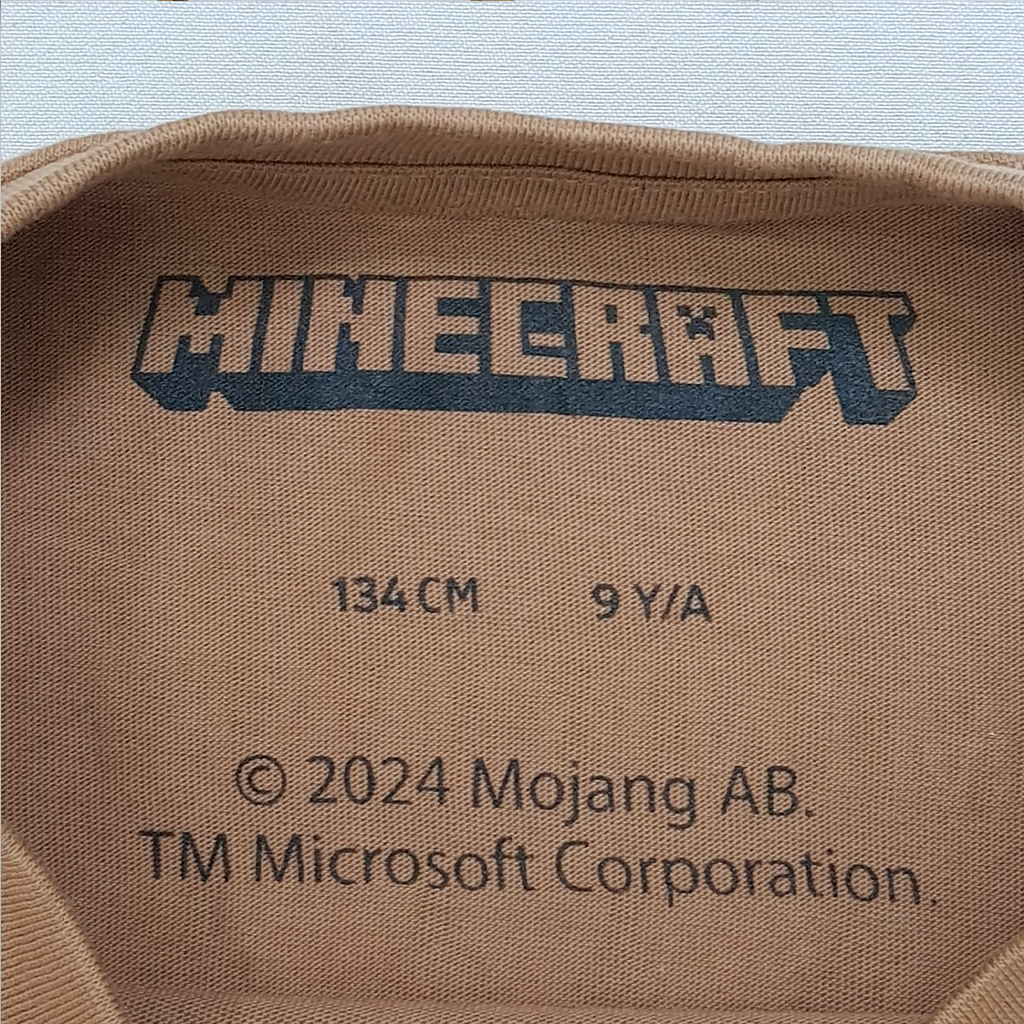 MINECRAFT
134 CM 9 Y/A
© 2024 Mojang AB.
TM Microsoft Corporation.